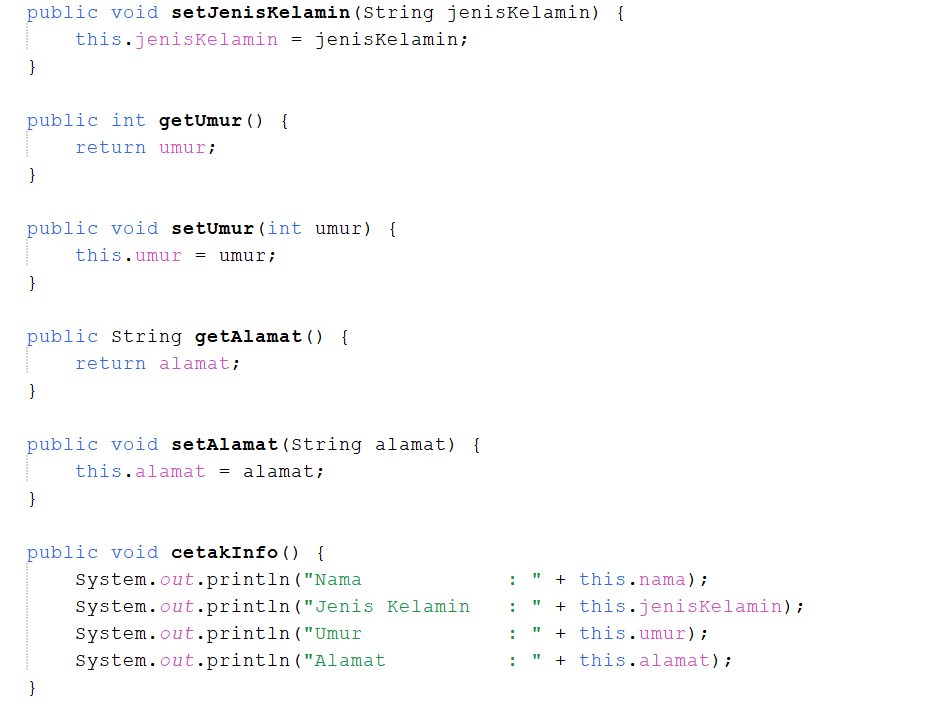 public void setJenisKelamin(String jenisKelamin) {
    this.jenisKelamin = jenisKelamin;
}

public int getUmur() {
    return umur;
}

public void setUmur(int umur) {
    this.umur = umur;
}

public String getAlamat() {
    return alamat;
}

public void setAlamat(String alamat) {
    this.alamat = alamat;
}

public void cetakInfo() {
    System.out.println("Nama            : " + this.nama);
    System.out.println("Jenis Kelamin   : " + this.jenisKelamin);
    System.out.println("Umur            : " + this.umur);
    System.out.println("Alamat          : " + this.alamat);
}